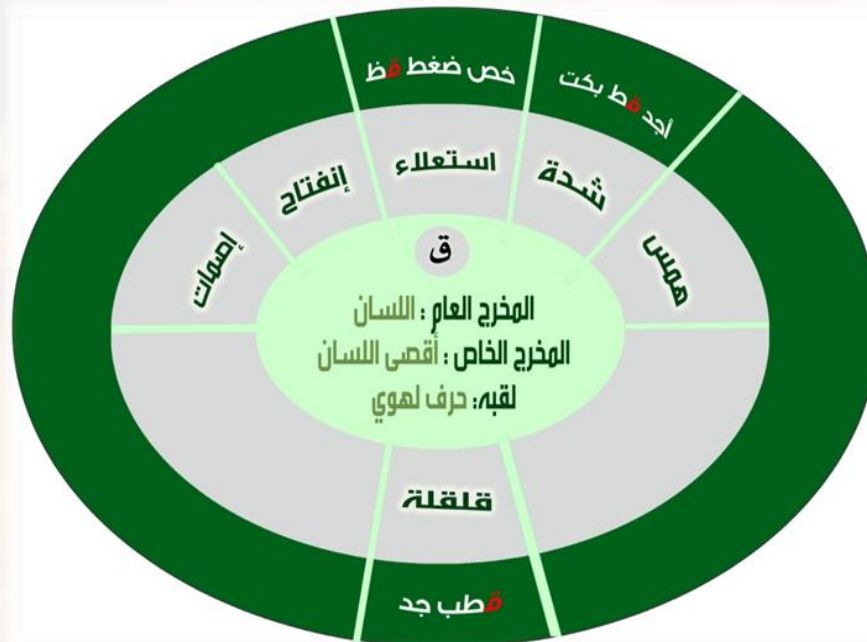 أجد قط بكت
خص ضغط قظ
همس
شدة
استعلاء
إنفتاح
إصمات
ق
المخرج العام : اللسان
المخرج الخاص : أقصى اللسان
لقبه: حرف لهوي
قلقلة
قطب جد